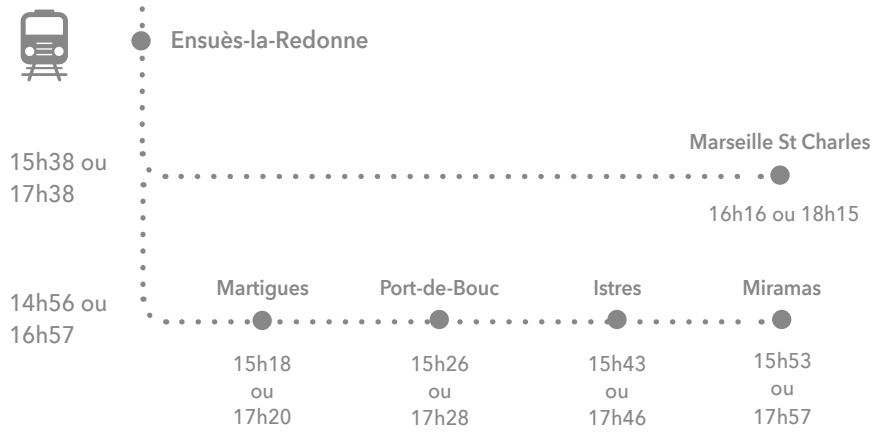 Ensuès-la-Redonne
Marseille St Charles
15h38 ou
17h38
16h16 ou 18h15
Martigues
Port-de-Bouc
Istres
Miramas
14h56 ou
16h57
15h18
ou
17h20
15h26
ou
17h28
15h43
ou
17h46
15h53
ou
17h57